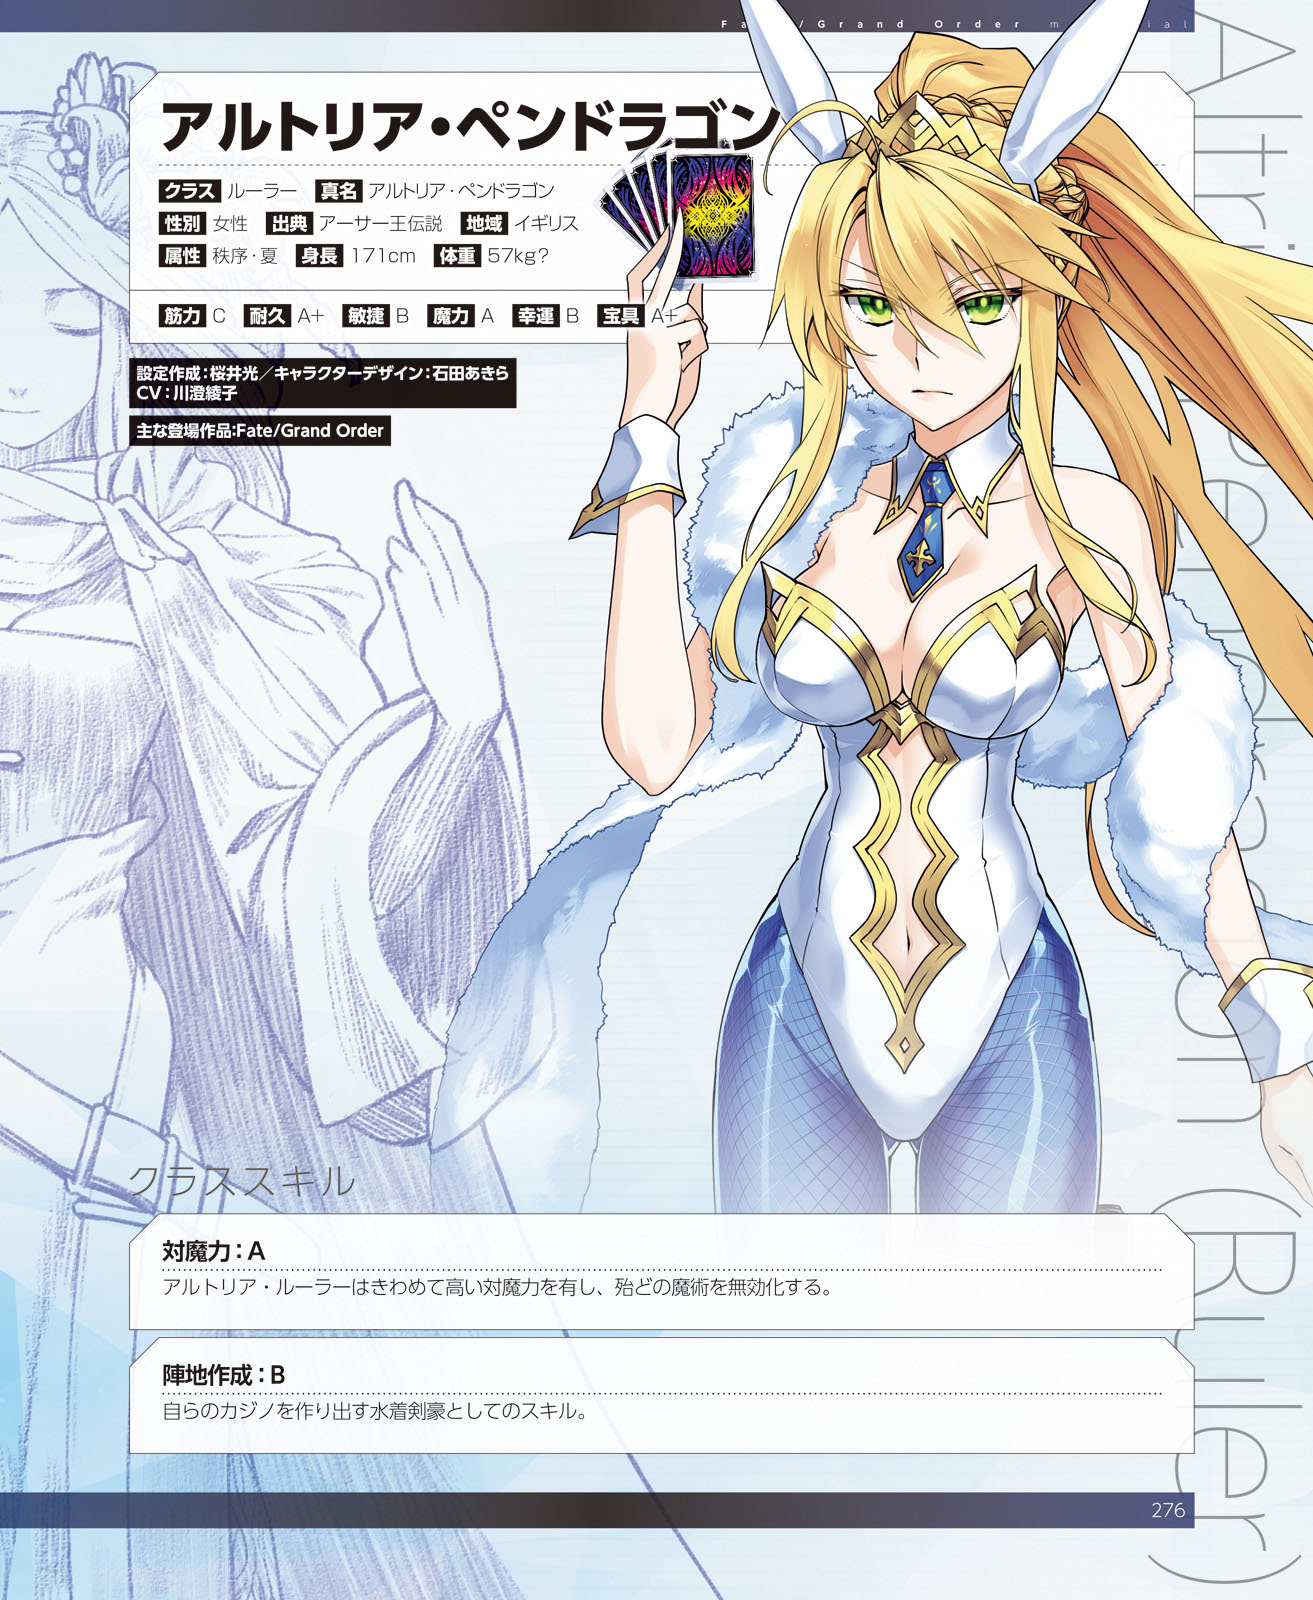 Fa /Grand Order m ial
アルトリア・ペンドラゴン
クラス ルーラー 真名 アルトリア・ペンドラゴン
性別 女性 出典 アーサー王伝説 地域 イギリス
属性 秩序・夏 身長 171cm 体重 57kg?
筋力 C 耐久 A+ 敏捷 B 魔力 A 幸運 B 宝具 A+
設定作成:桜井光/キャラクターデザイン:石田あきら
CV:川澄綾子
主な登場作品:Fate/Grand Order
クラススキル
対魔力:A
アルトリア・ルーラーはきわめて高い対魔力を有し、殆どの魔術を無効化する。
陣地作成:B
自らのカジノを作り出す水着剣豪としてのスキル。
276
Altria Pendragon (Ruler)